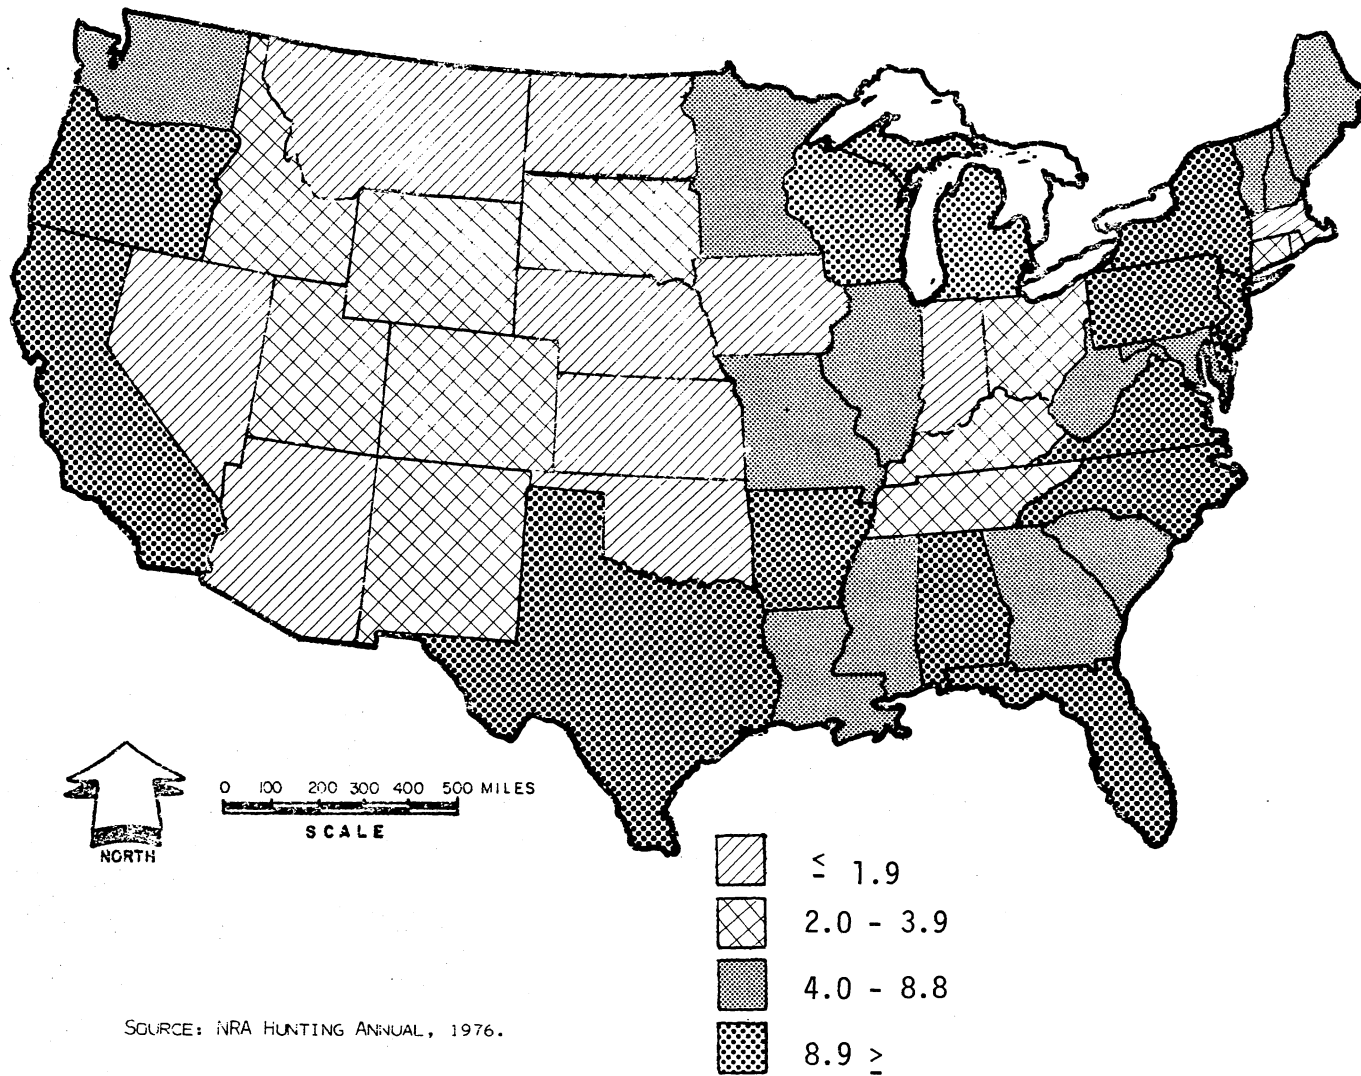 0 100 200 300 400 500 MILES
SCALE
NORTH
≤ 1.9
2.0 - 3.9
4.0 - 8.8
8.9 ≥
SOURCE: NRA HUNTING ANNUAL, 1976.